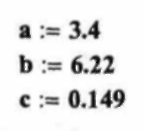 a := 3.4
b := 6.22
c := 0.149